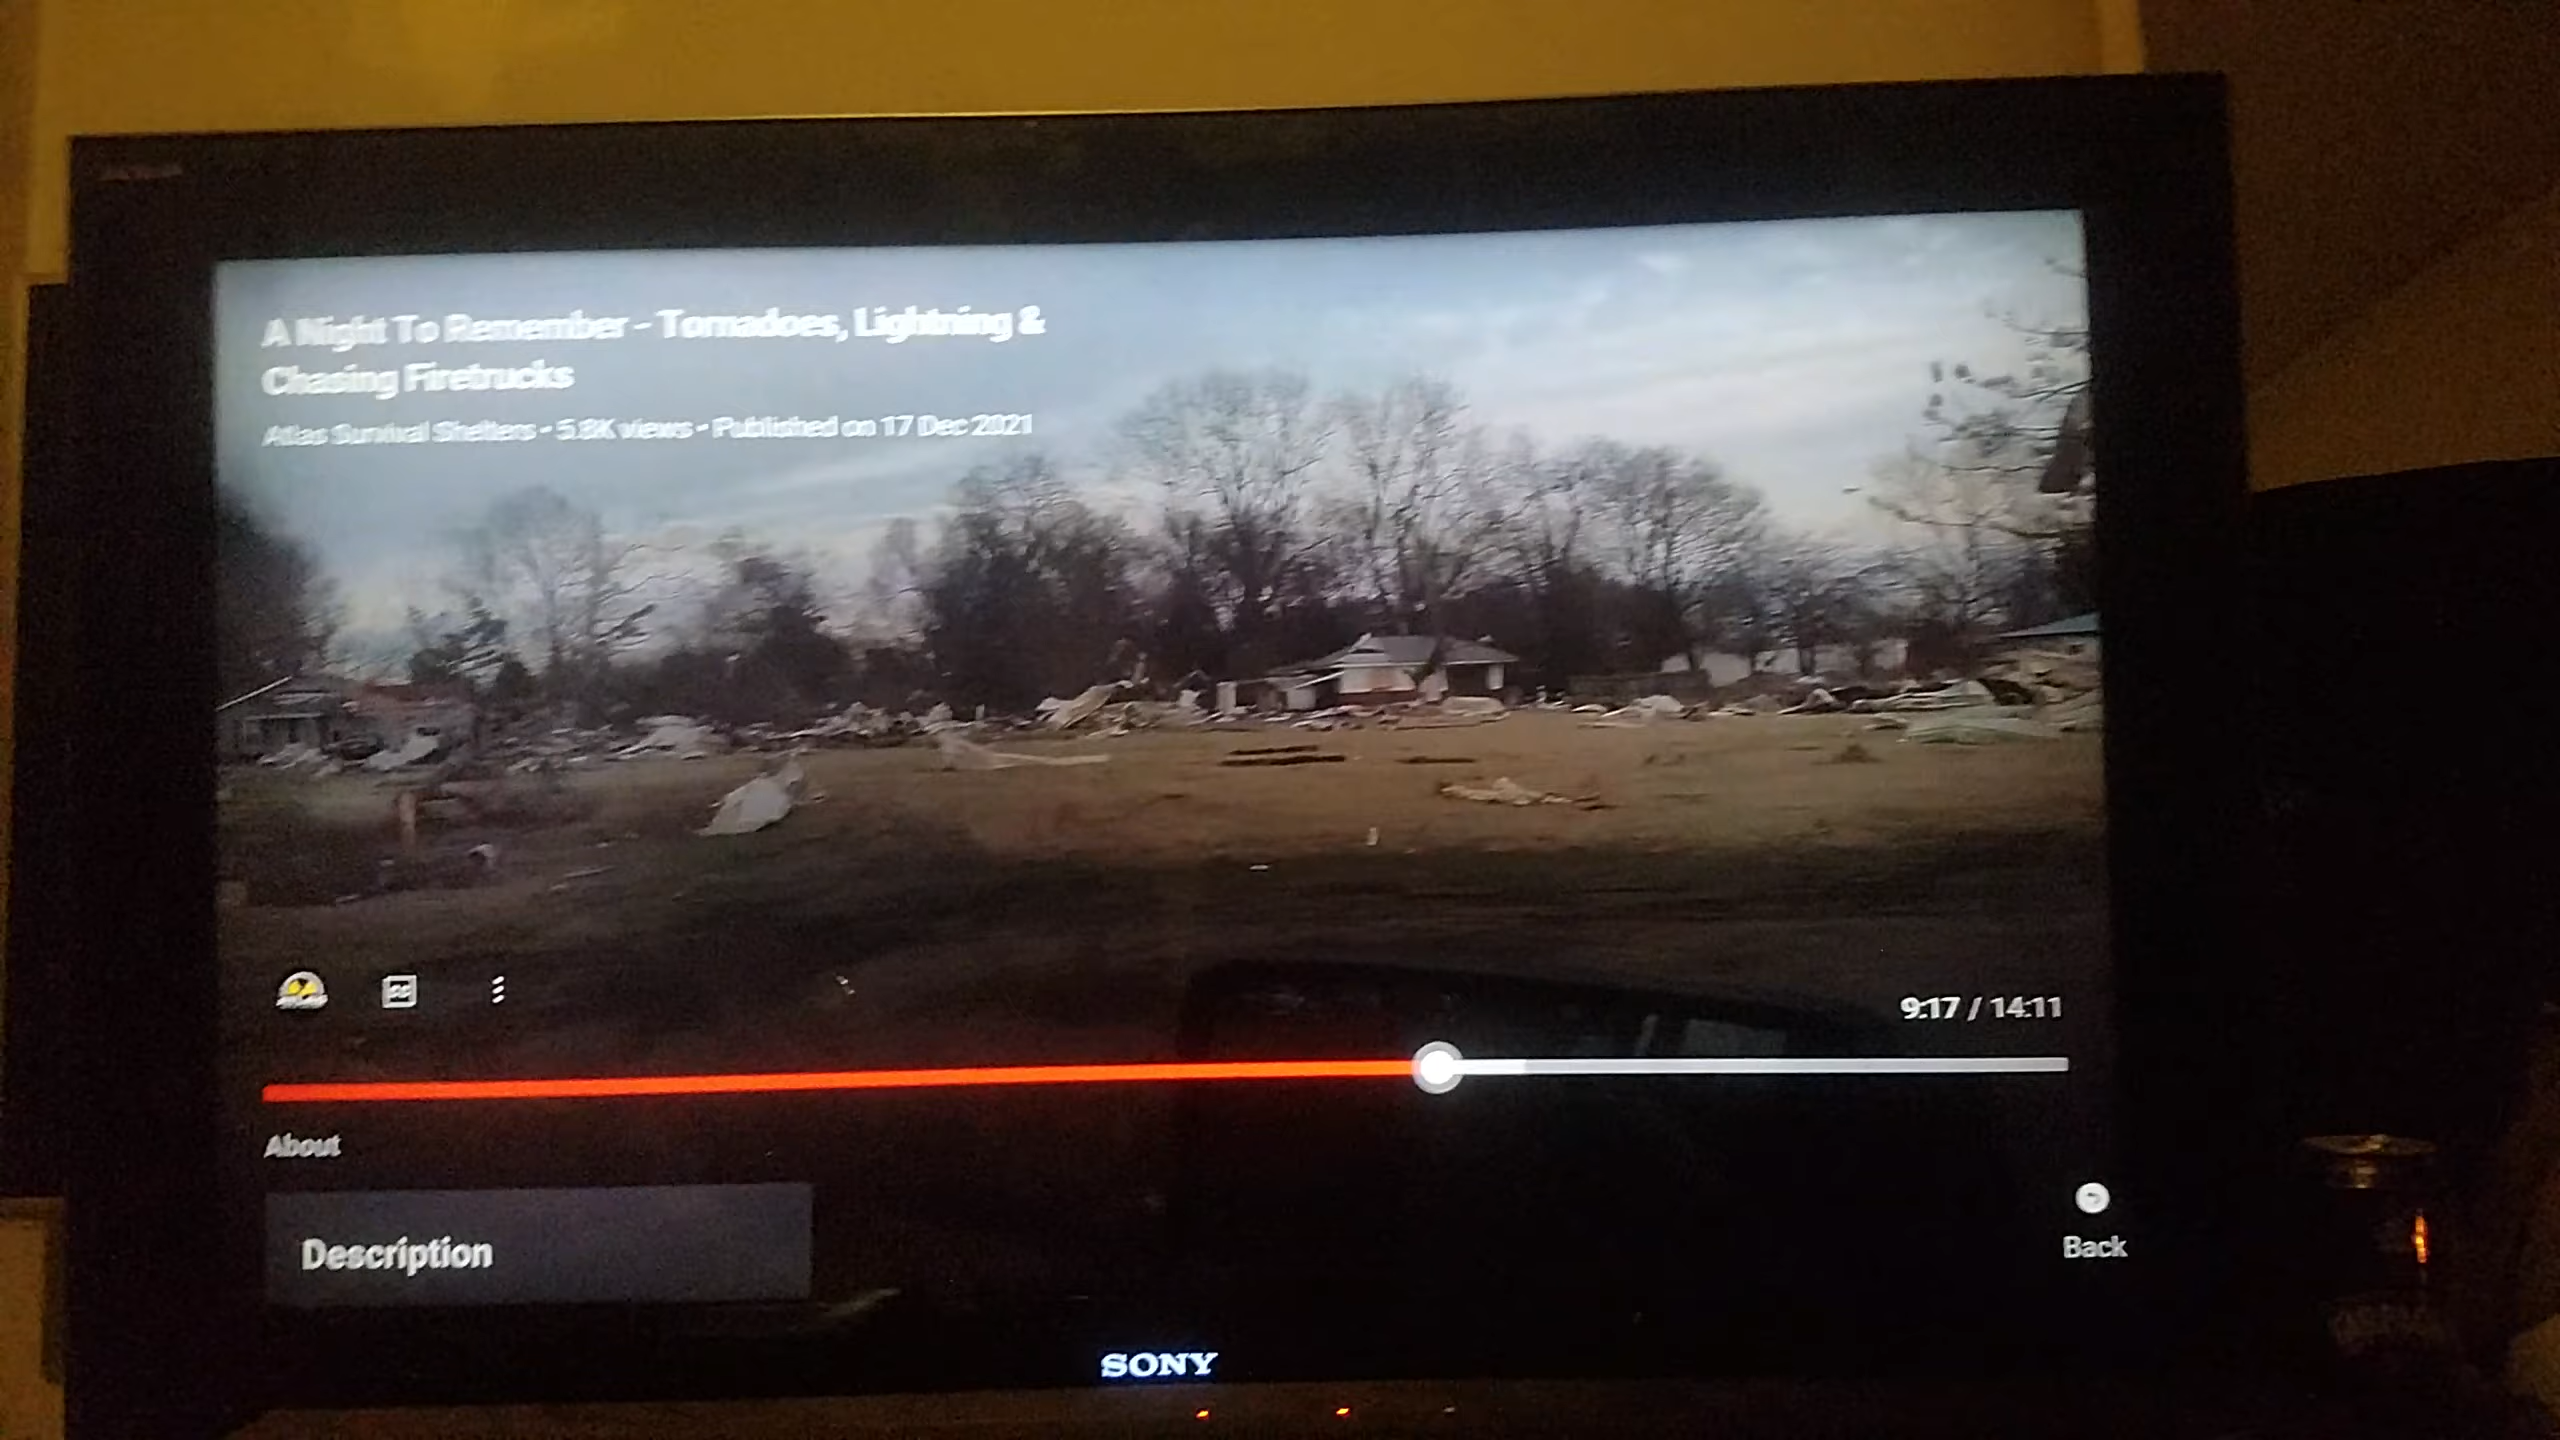 A Night To Remember - Tornadoes, Lightning &
Chasing Firetrucks
Atlas Survival Shelters • 5.8K views • Published on 17 Dec 2021
9:17 / 14:11
About
Description
Back
SONY